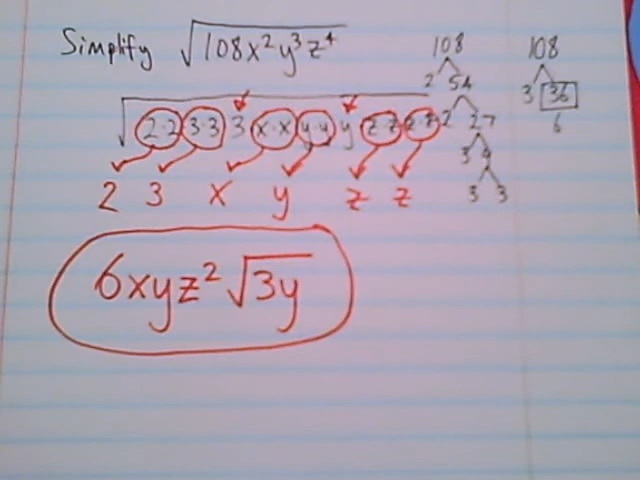 Simplify √108x²y³z⁴
√2·2 3·3 3 x·x y·y y z·z z·z
2 3 x y z z
6xyz²√3y
108
2 54
2 27
3 9
3 3
108
3 36
6